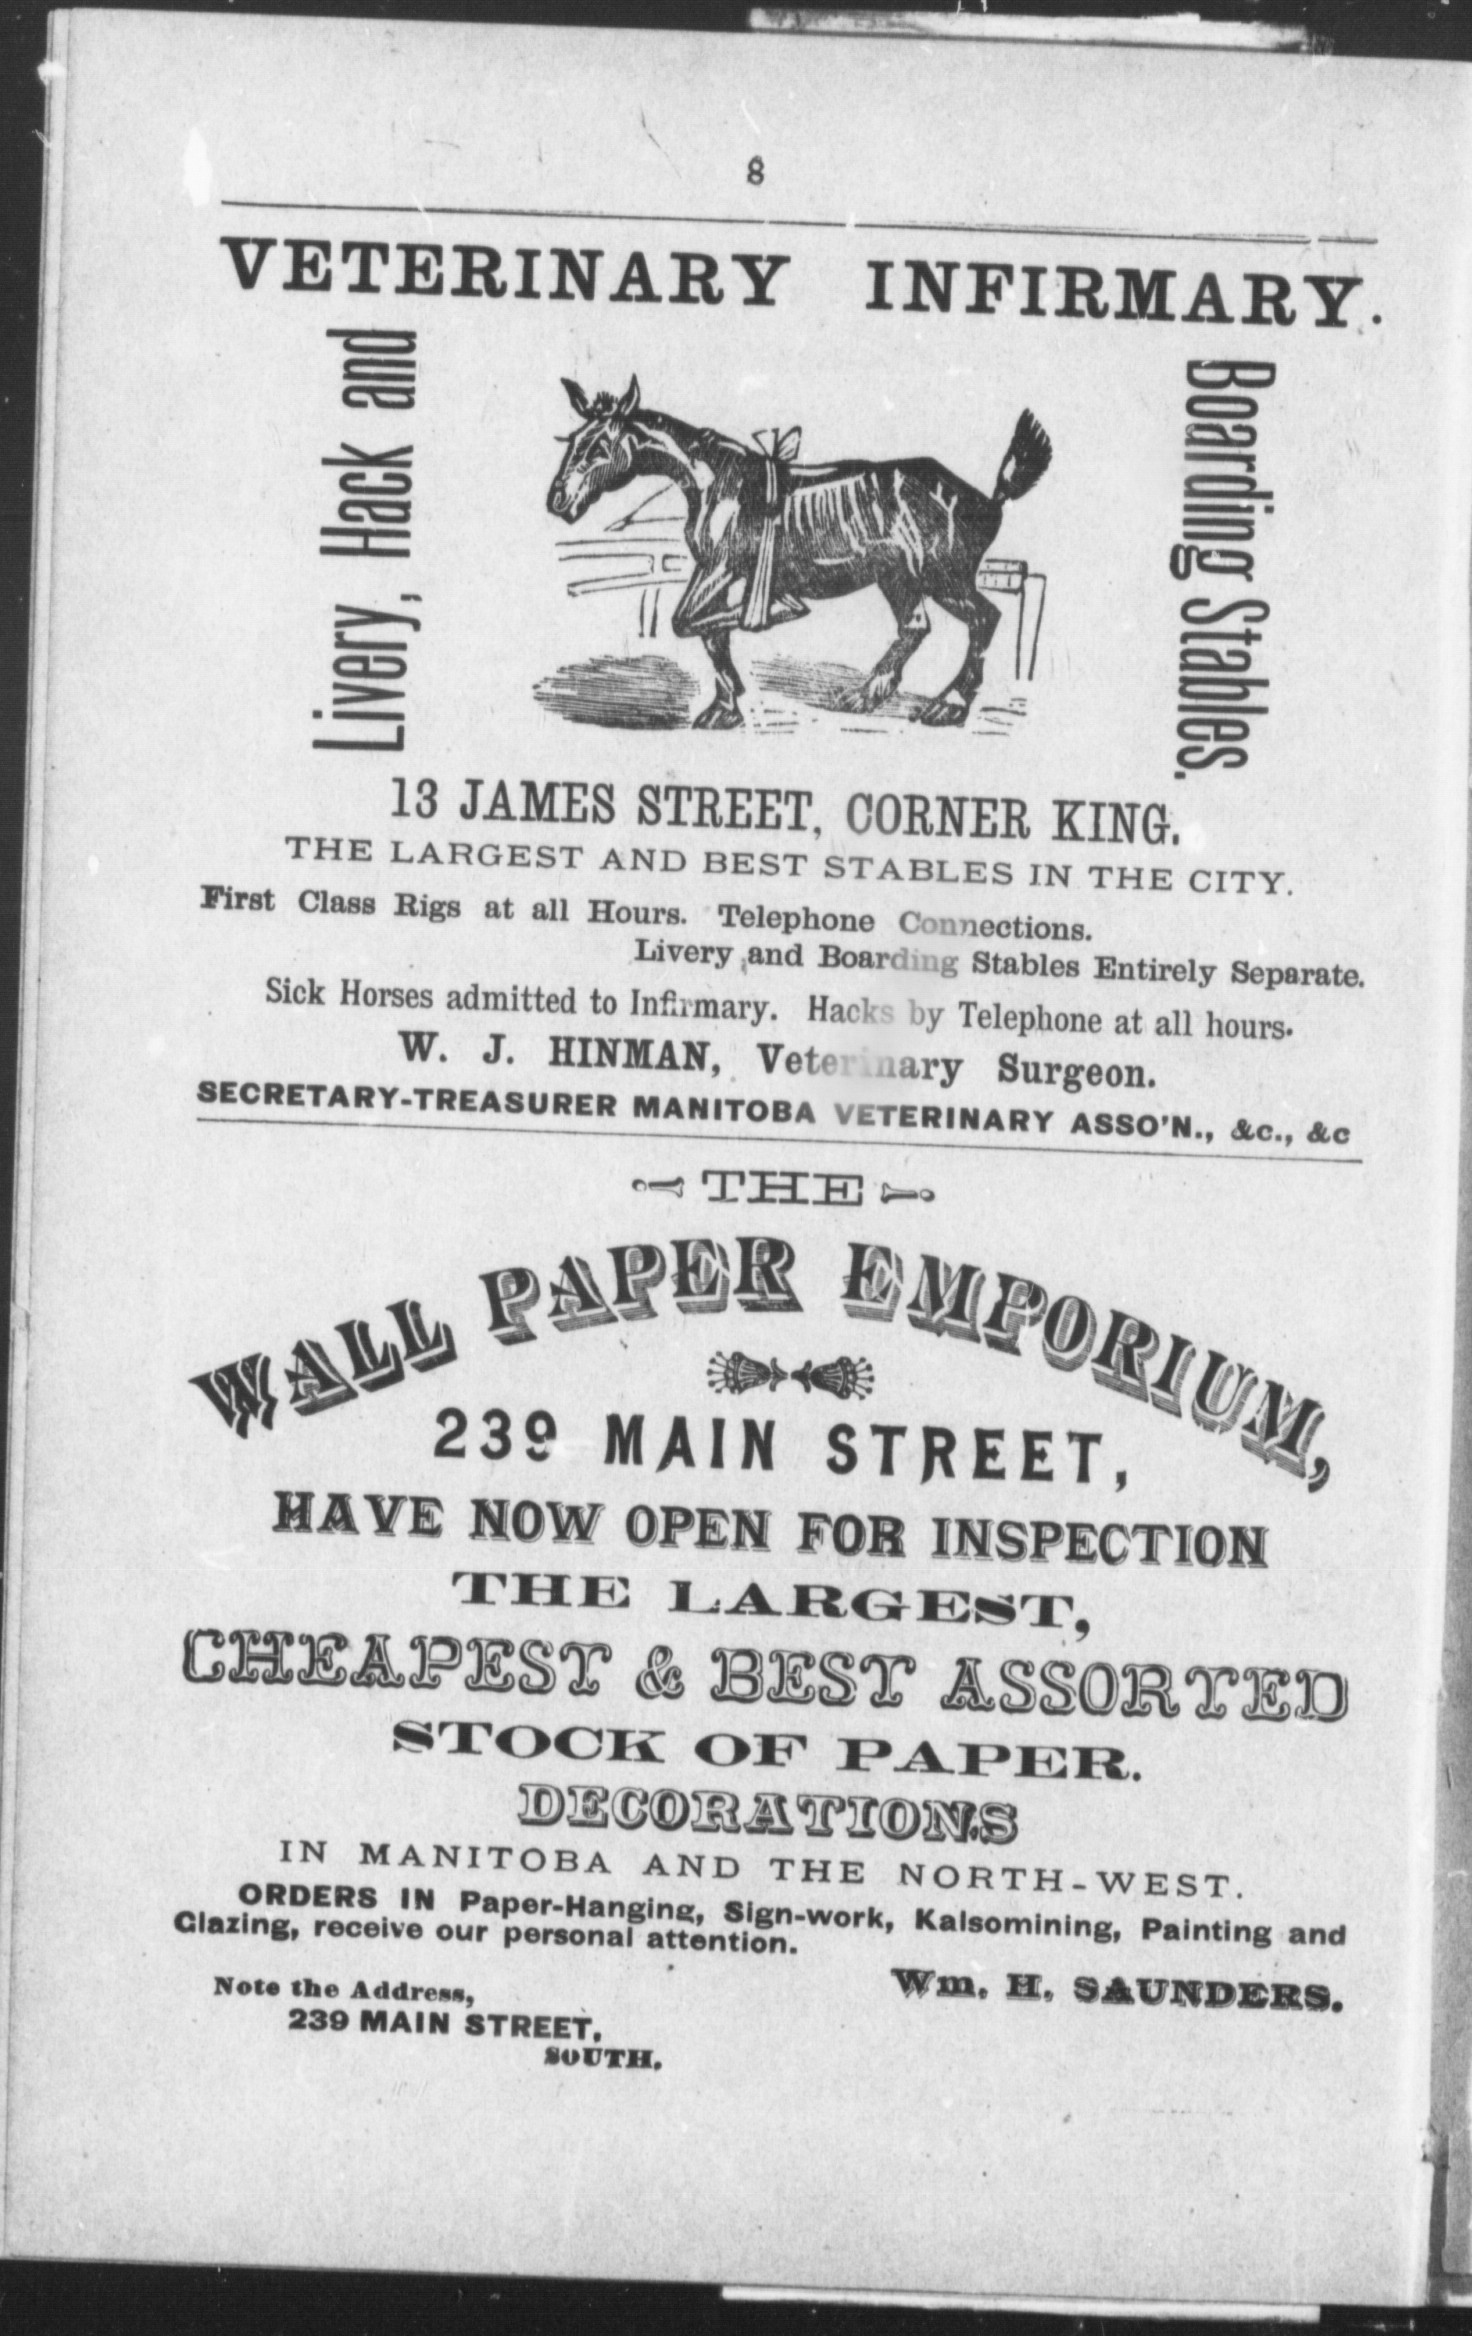 8
VETERINARY INFIRMARY.
Livery, Hack and
Boarding Stables.
13 JAMES STREET, CORNER KING.
THE LARGEST AND BEST STABLES IN THE CITY.
First Class Rigs at all Hours. Telephone Connections.
Livery and Boarding Stables Entirely Separate.
Sick Horses admitted to Infirmary. Hacks by Telephone at all hours.
W. J. HINMAN, Veterinary Surgeon.
SECRETARY-TREASURER MANITOBA VETERINARY ASSO'N., &c., &c
THE
WALL PAPER EMPORIUM,
239 MAIN STREET,
HAVE NOW OPEN FOR INSPECTION
THE LARGEST,
CHEAPEST & BEST ASSORTED
STOCK OF PAPER.
DECORATIONS
IN MANITOBA AND THE NORTH-WEST.
ORDERS IN Paper-Hanging, Sign-work, Kalsomining, Painting and
Glazing, receive our personal attention.
Wm. H. SAUNDERS.
Note the Address,
239 MAIN STREET,
SOUTH.